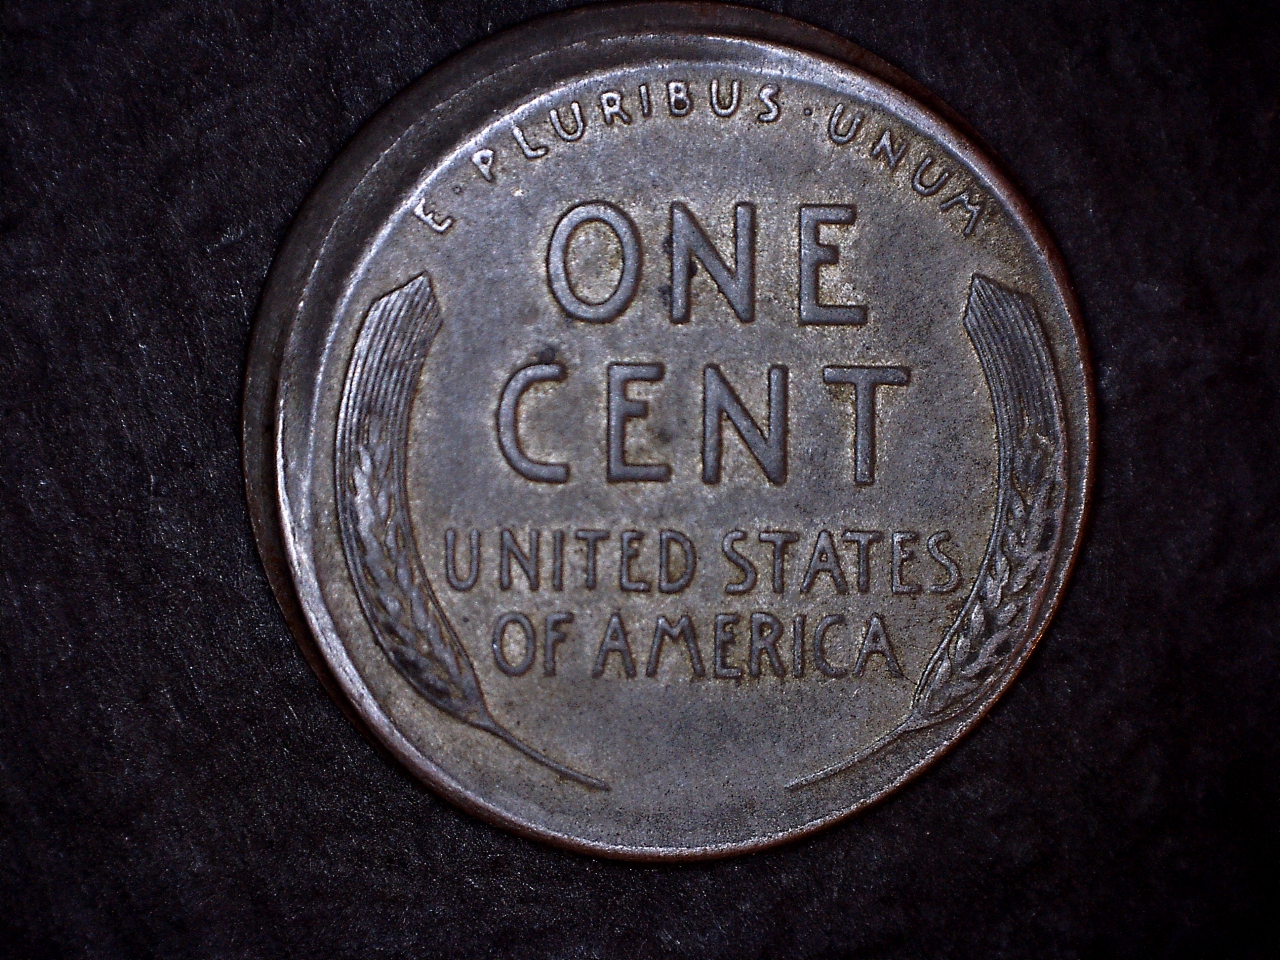 E · PLURIBUS · UNUM
ONE
CENT
UNITED STATES
OF AMERICA